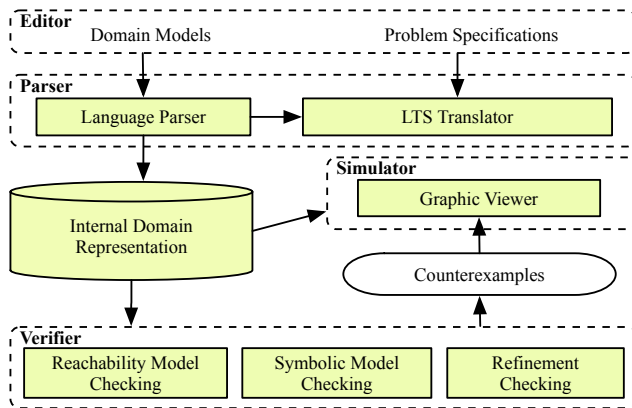 Editor
Domain Models
Problem Specifications
Parser
Language Parser
LTS Translator
Simulator
Graphic Viewer
Internal Domain
Representation
Counterexamples
Verifier
Reachability Model
Checking
Symbolic Model
Checking
Refinement
Checking